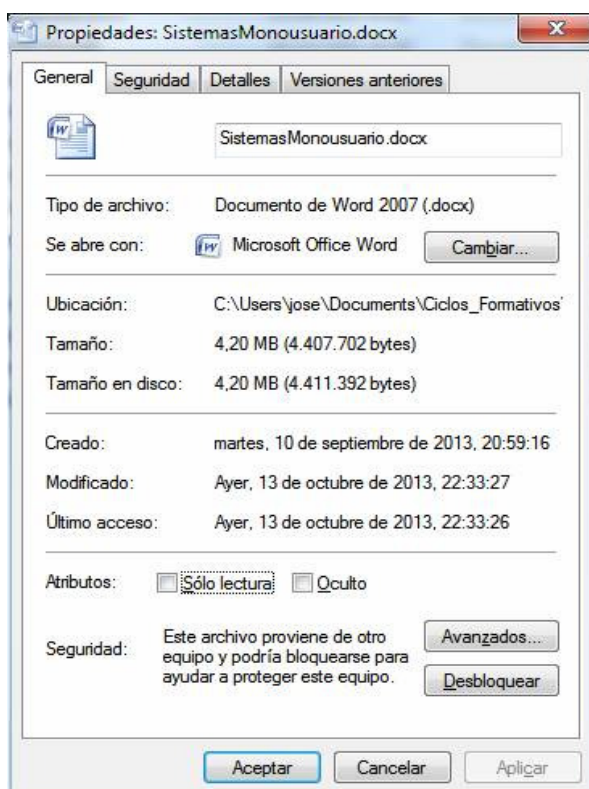 Propiedades: SistemasMonousuario.docx
General Seguridad Detalles Versiones anteriores
SistemasMonousuario.docx
Tipo de archivo: Documento de Word 2007 (.docx)
Se abre con: Microsoft Office Word Cambiar...
Ubicación: C:\Users\jose\Documents\Ciclos_Formativos\
Tamaño: 4,20 MB (4.407.702 bytes)
Tamaño en disco: 4,20 MB (4.411.392 bytes)
Creado: martes, 10 de septiembre de 2013, 20:59:16
Modificado: Ayer, 13 de octubre de 2013, 22:33:27
Último acceso: Ayer, 13 de octubre de 2013, 22:33:26
Atributos: Sólo lectura Oculto
Seguridad: Este archivo proviene de otro
equipo y podría bloquearse para
ayudar a proteger este equipo.
Avanzados...
Desbloquear
Aceptar Cancelar Aplicar